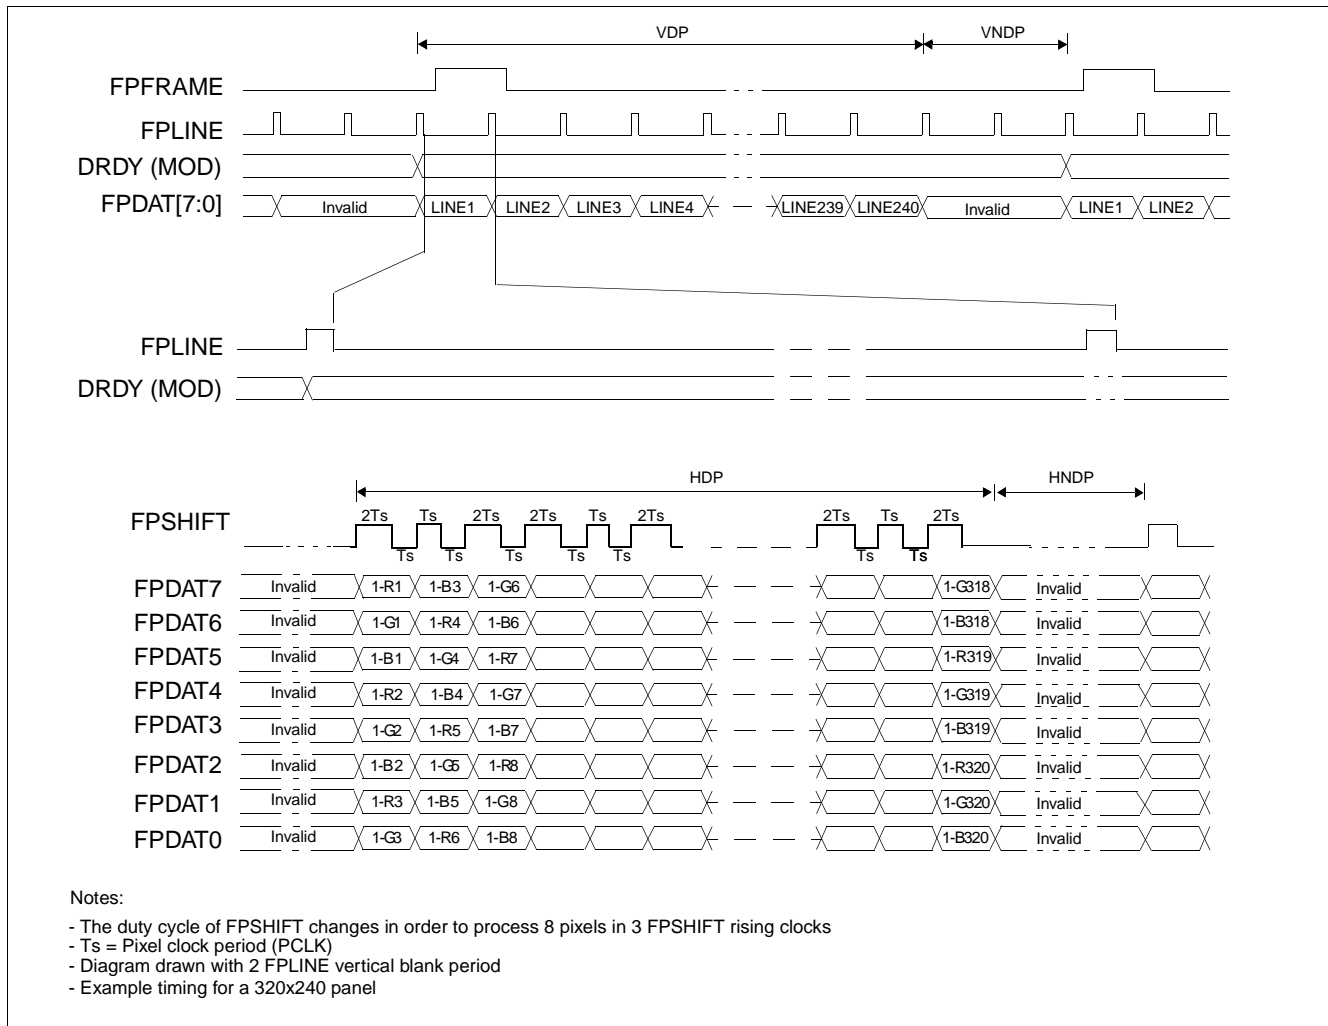 VDP VNDP
FPFRAME
FPLINE
DRDY (MOD)
FPDAT[7:0] Invalid LINE1 LINE2 LINE3 LINE4 LINE239 LINE240 Invalid LINE1 LINE2
FPLINE
DRDY (MOD)
HDP HNDP
FPSHIFT 2Ts Ts 2Ts 2Ts Ts 2Ts 2Ts Ts 2Ts
Ts Ts Ts Ts Ts Ts Ts
FPDAT7 Invalid 1-R1 1-B3 1-G6 1-G318 Invalid
FPDAT6 Invalid 1-G1 1-R4 1-B6 1-B318 Invalid
FPDAT5 Invalid 1-B1 1-G4 1-R7 1-R319 Invalid
FPDAT4 Invalid 1-R2 1-B4 1-G7 1-G319 Invalid
FPDAT3 Invalid 1-G2 1-R5 1-B7 1-B319 Invalid
FPDAT2 Invalid 1-B2 1-G5 1-R8 1-R320 Invalid
FPDAT1 Invalid 1-R3 1-B5 1-G8 1-G320 Invalid
FPDAT0 Invalid 1-G3 1-R6 1-B8 1-B320 Invalid
Notes:
- The duty cycle of FPSHIFT changes in order to process 8 pixels in 3 FPSHIFT rising clocks
- Ts = Pixel clock period (PCLK)
- Diagram drawn with 2 FPLINE vertical blank period
- Example timing for a 320x240 panel